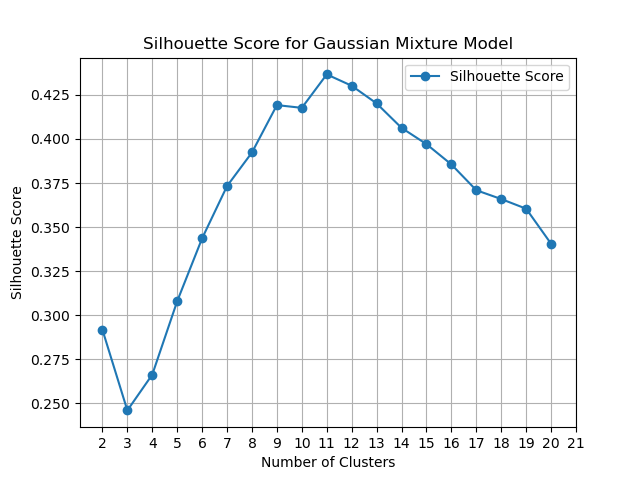 Silhouette Score for Gaussian Mixture Model
Silhouette Score
0.425
0.400
0.375
0.350
0.325
0.300
0.275
0.250
Silhouette Score
2 3 4 5 6 7 8 9 10 11 12 13 14 15 16 17 18 19 20 21
Number of Clusters